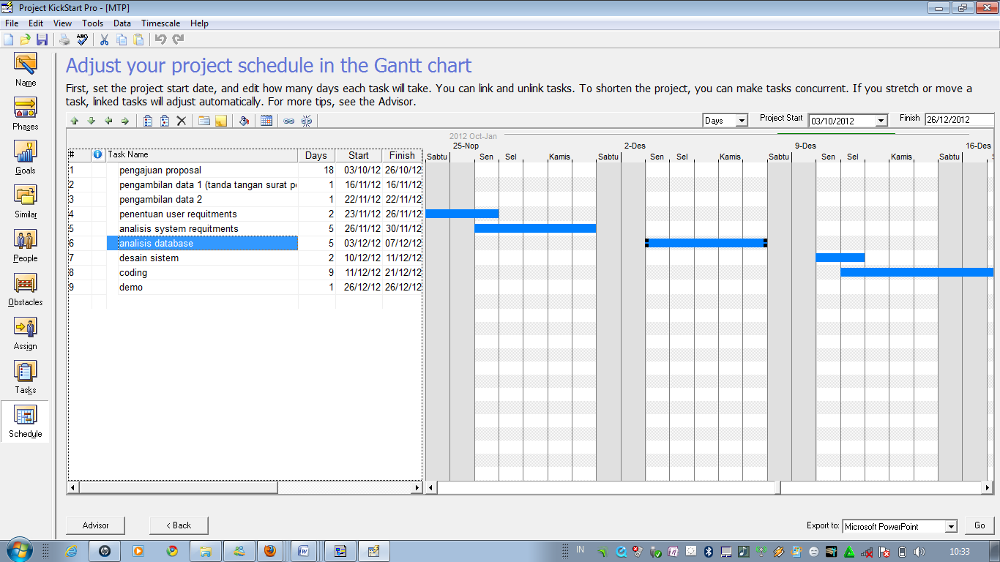 Project KickStart Pro - [MTP]
File Edit View Tools Data Timescale Help
ABC
Name
Phases
Goals
Similar
People
Obstacles
Assign
Tasks
Schedule
Adjust your project schedule in the Gantt chart
First, set the project start date, and edit how many days each task will take. You can link and unlink tasks. To shorten the project, you can make tasks concurrent. If you stretch or move a
task, linked tasks will adjust automatically. For more tips, see the Advisor.
Days Project Start 03/10/2012 Finish 26/12/2012
2012 Oct-Jan
25-Nop 2-Des 9-Des 16-Des
# Task Name Days Start Finish
Sabtu Sen Sel Kamis Sabtu Sen Sel Kamis Sabtu Sen Sel Kamis Sabtu
1 pengajuan proposal 18 03/10/12 26/10/12
2 pengambilan data 1 (tanda tangan surat pe 1 16/11/12 16/11/12
3 pengambilan data 2 1 22/11/12 22/11/12
4 penentuan user requitments 2 23/11/12 26/11/12
5 analisis system requitments 5 26/11/12 30/11/12
6 analisis database 5 03/12/12 07/12/12
7 desain sistem 2 10/12/12 11/12/12
8 coding 9 11/12/12 21/12/12
9 demo 1 26/12/12 26/12/12
Advisor < Back Export to: Microsoft PowerPoint Go
IN 10:33